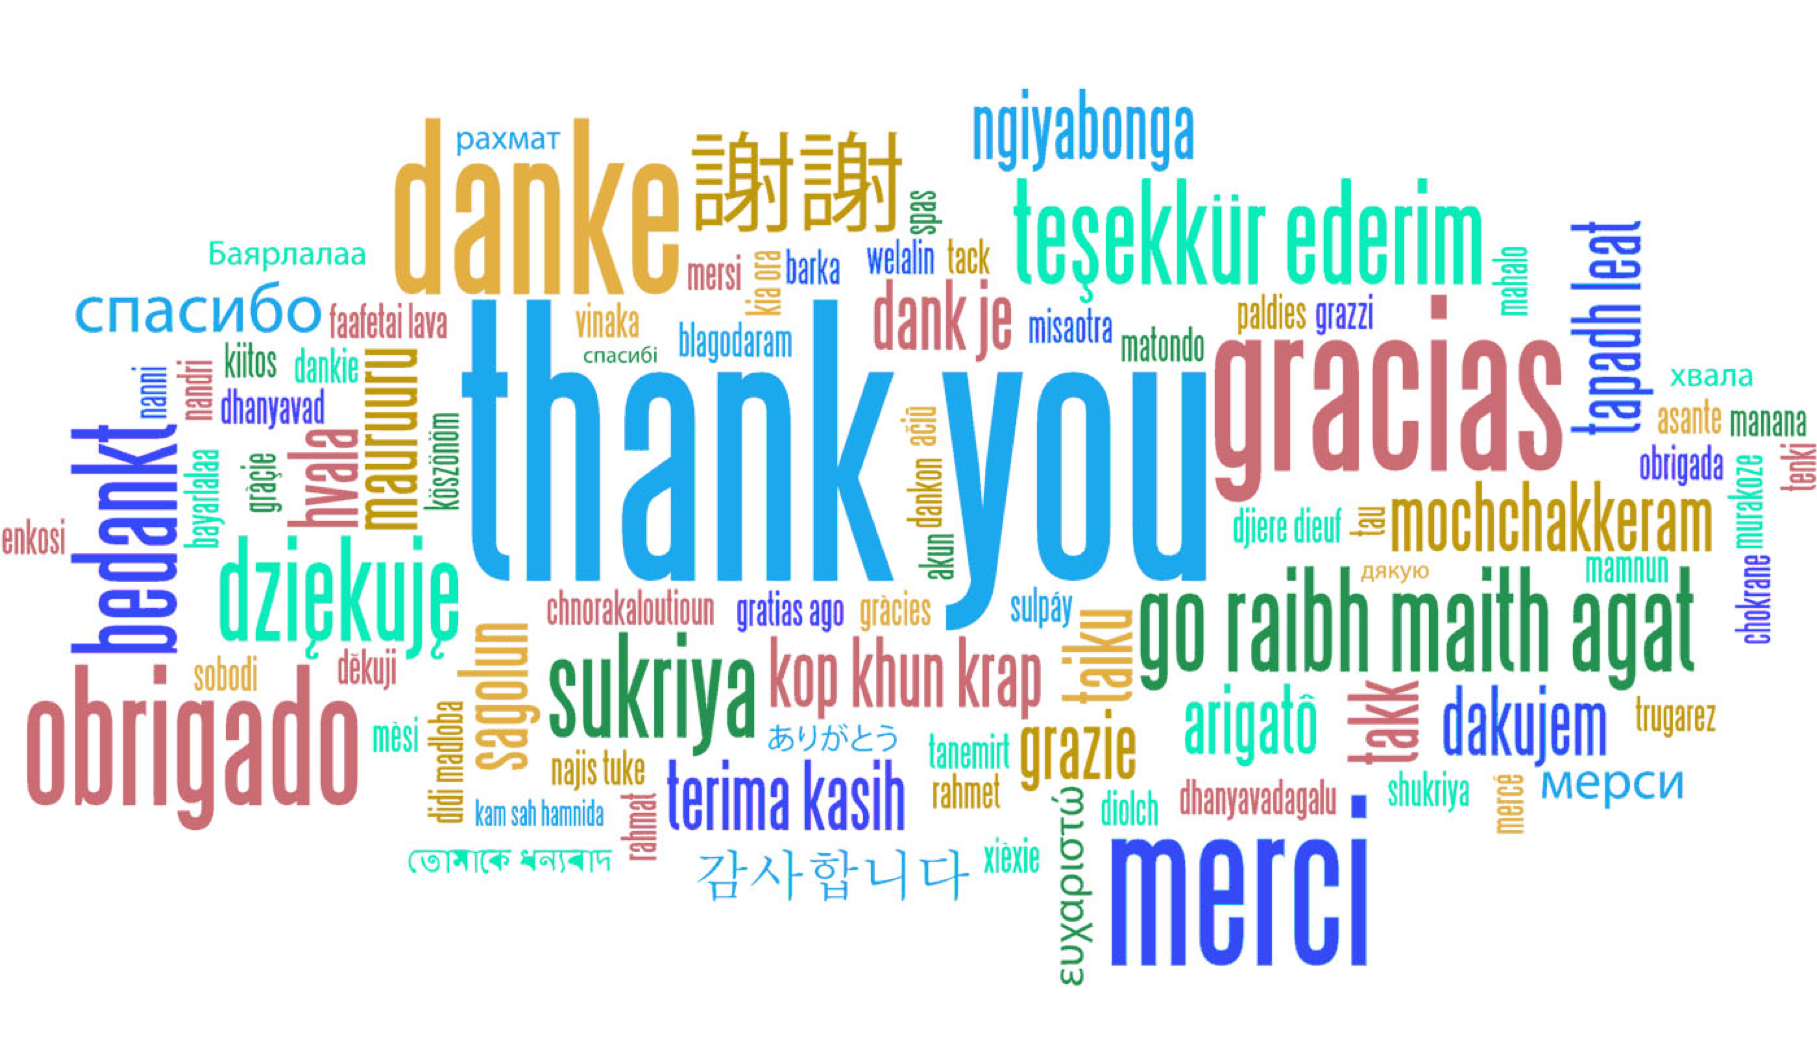 ngiyabonga
рахмат
danke
謝謝
spas
teşekkür ederim
tapadh leat
Баярлалаа
mersi
kia ora
barka
welalin
tack
mahalo
спасибо
faafetai lava
vinaka
blagodaram
dank je
misaotra
paldies
grazzi
matondo
спасибі
kiitos
dankie
mauruuru
thank you
gracias
nanni
nandri
dhanyavad
хвала
asante
manana
bedankt
hvala
köszönöm
ačiū
obrigada
tenki
bayarlalaa
gràcie
dankon
murakoze
enkosi
djiere dieuf
tau
mochchakkeram
akun
dziękuję
дякую
mamnun
chokrane
chnorakaloutioun
gratias ago
gràcies
sulpáy
go raibh maith agat
sobodi
děkuji
sagolun
sukriya
kop khun krap
taiku
obrigado
mèsi
didi madloba
ありがとう
tanemirt
grazie
arigatô
takk
dakujem
trugarez
najis tuke
terima kasih
rahmet
diolch
dhanyavadagalu
shukriya
mercé
мерси
kam sah hamnida
rahmat
ευχαριστώ
merci
তোমাকে ধন্যবাদ
감사합니다
xièxie